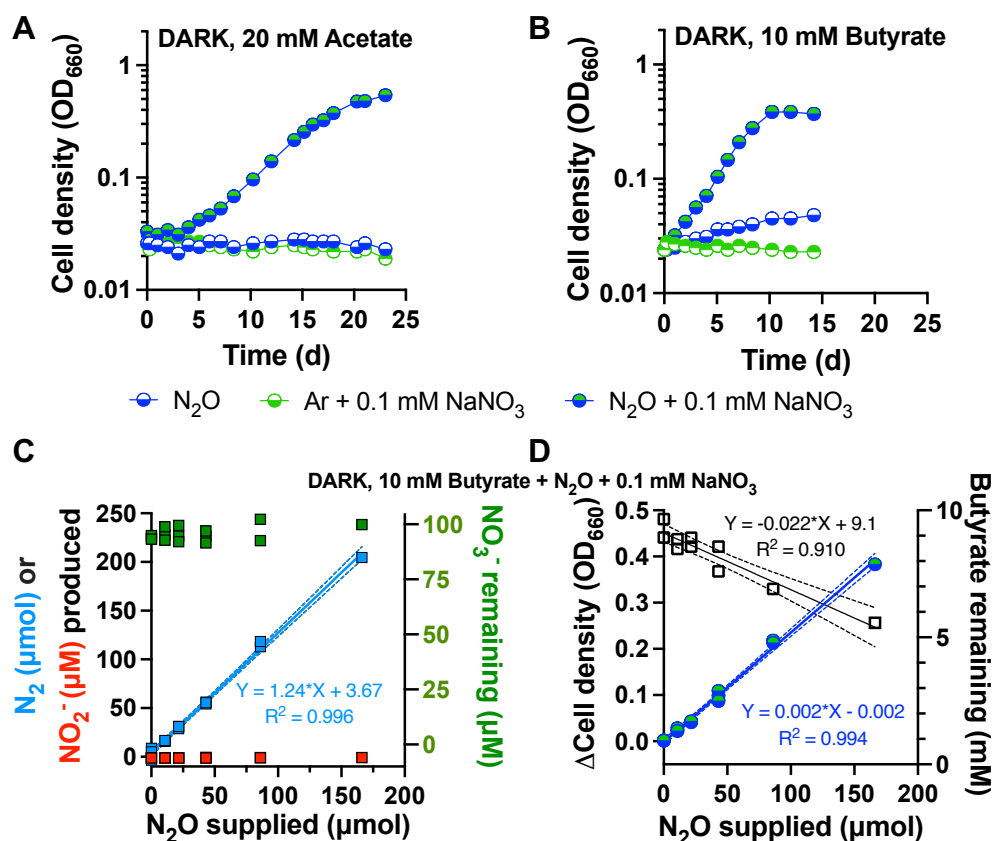 A
DARK, 20 mM Acetate
Cell density (OD₆₆₀)
1
0.1
0.01
0 5 10 15 20 25
Time (d)
B
DARK, 10 mM Butyrate
Cell density (OD₆₆₀)
1
0.1
0.01
0 5 10 15 20 25
Time (d)
N₂O
Ar + 0.1 mM NaNO₃
N₂O + 0.1 mM NaNO₃
DARK, 10 mM Butyrate + N₂O + 0.1 mM NaNO₃
C
N₂ (µmol) or
NO₂⁻ (µM) produced
250
200
150
100
50
0
Y = 1.24*X + 3.67
R² = 0.996
100
75
50
25
0
NO₃⁻ remaining (µM)
0 50 100 150 200
N₂O supplied (µmol)
D
ΔCell density (OD₆₆₀)
0.5
0.4
0.3
0.2
0.1
0.0
Y = -0.022*X + 9.1
R² = 0.910
Y = 0.002*X - 0.002
R² = 0.994
10
5
0
Butyrate remaining (mM)
0 50 100 150 200
N₂O supplied (µmol)